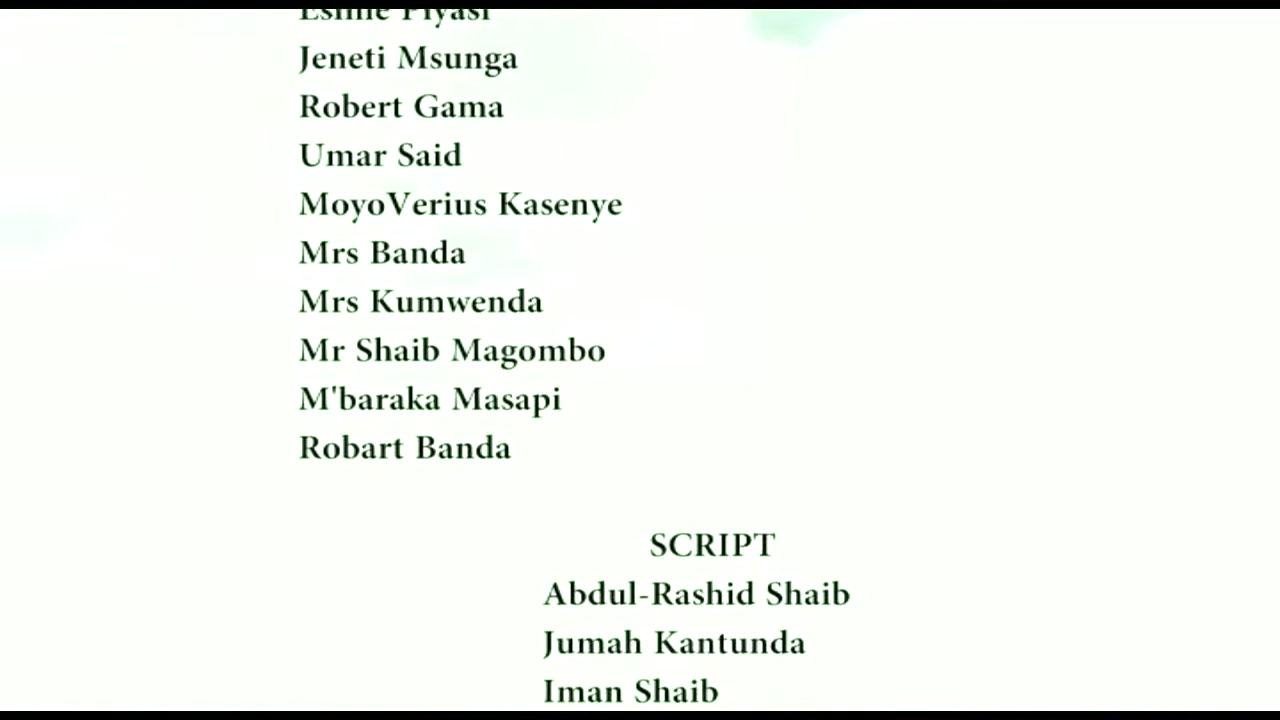 Jeneti Msunga
Robert Gama
Umar Said
MoyoVerius Kasenye
Mrs Banda
Mrs Kumwenda
Mr Shaib Magombo
M'baraka Masapi
Robart Banda
SCRIPT
Abdul-Rashid Shaib
Jumah Kantunda
Iman Shaib